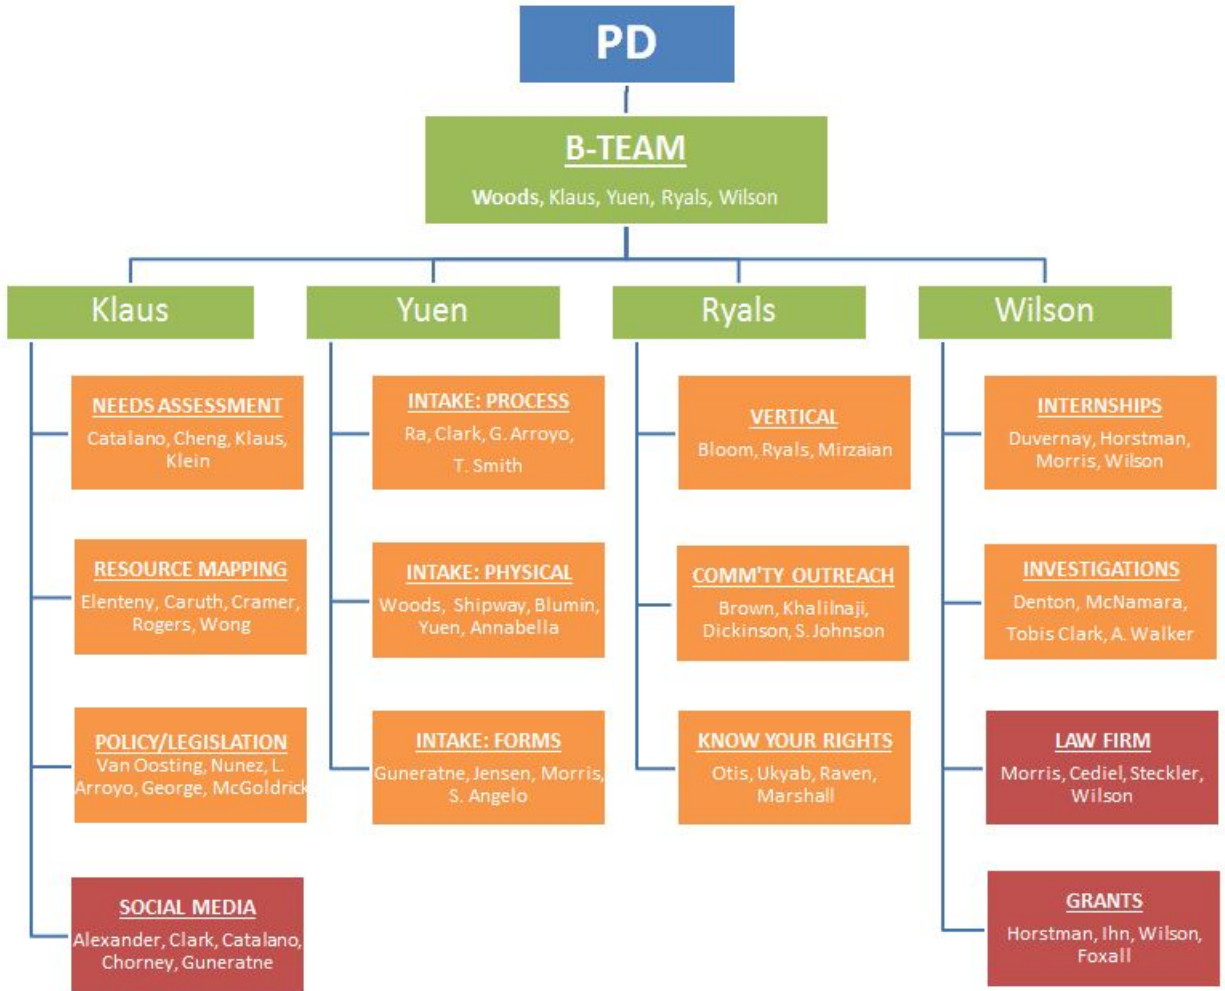 PD
B-TEAM
Woods, Klaus, Yuen, Ryals, Wilson
Klaus
Yuen
Ryals
Wilson
NEEDS ASSESSMENT
Catalano, Cheng, Klaus,
Klein
RESOURCE MAPPING
Elenteny, Caruth, Cramer,
Rogers, Wong
POLICY/LEGISLATION
Van Oosting, Nunez, L.
Arroyo, George, McGoldrick
SOCIAL MEDIA
Alexander, Clark, Catalano,
Chorney, Guneratne
INTAKE: PROCESS
Ra, Clark, G. Arroyo,
T. Smith
INTAKE: PHYSICAL
Woods, Shipway, Blumin,
Yuen, Annabella
INTAKE: FORMS
Guneratne, Jensen, Morris,
S. Angelo
VERTICAL
Bloom, Ryals, Mirzaian
COMM'TY OUTREACH
Brown, Khalilnaji,
Dickinson, S. Johnson
KNOW YOUR RIGHTS
Otis, Ukyab, Raven,
Marshall
INTERNSHIPS
Duvernay, Horstman,
Morris, Wilson
INVESTIGATIONS
Denton, McNamara,
Tobis Clark, A. Walker
LAW FIRM
Morris, Cediel, Steckler,
Wilson
GRANTS
Horstman, Ihn, Wilson,
Foxall